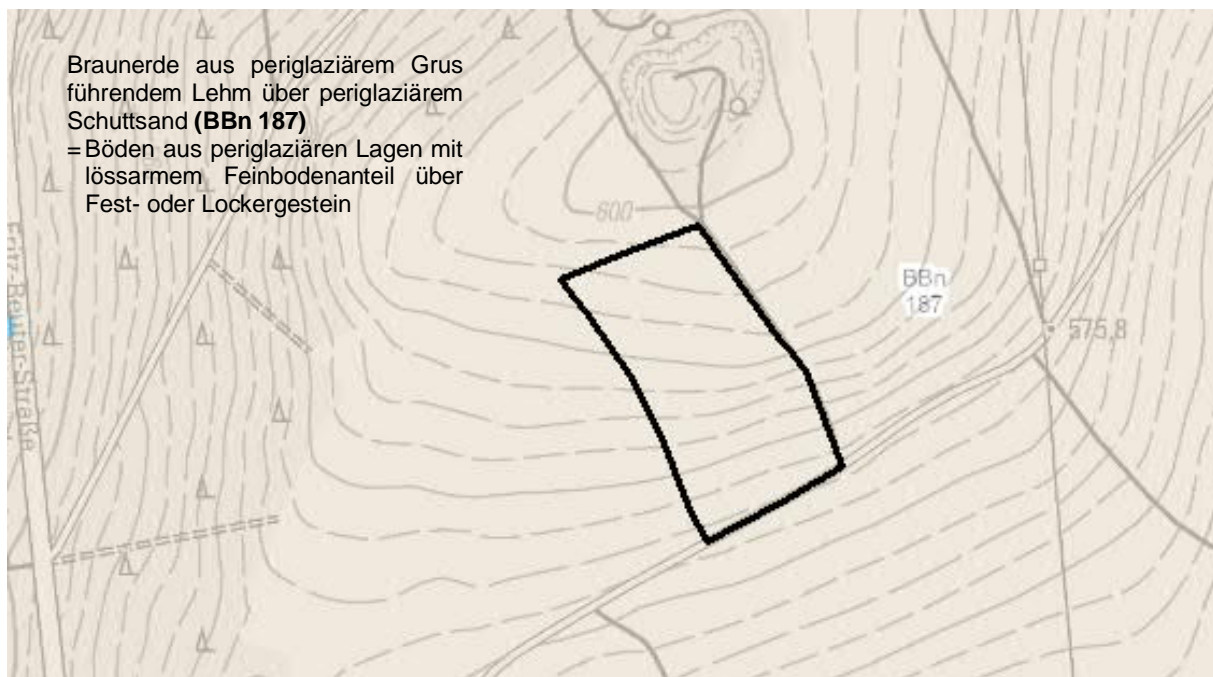 Braunerde aus periglaziärem Grus
führendem Lehm über periglaziärem
Schuttsand (BBn 187)
= Böden aus periglaziären Lagen mit
lössarmem Feinbodenanteil über
Fest- oder Lockergestein
600
BBn
187
575,8
Fritz-Reuter-Straße